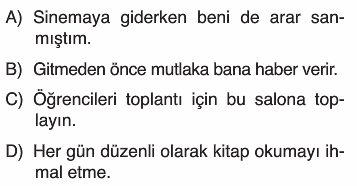 A) Sinemaya giderken beni de arar san-
mıştım.
B) Gitmeden önce mutlaka bana haber verir.
C) Öğrencileri toplantı için bu salona top-
layın.
D) Her gün düzenli olarak kitap okumayı ih-
mal etme.